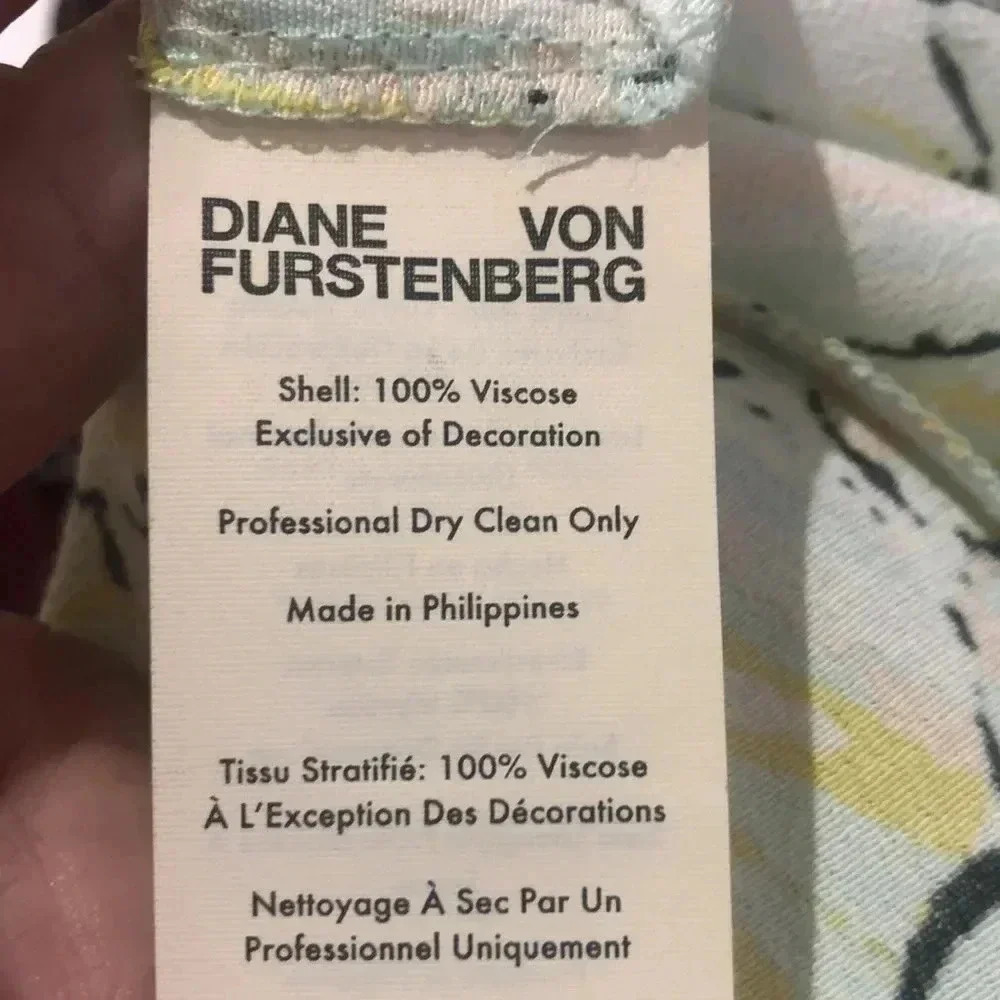 DIANE VON
FURSTENBERG
Shell: 100% Viscose
Exclusive of Decoration
Professional Dry Clean Only
Made in Philippines
Tissu Stratifié: 100% Viscose
À L'Exception Des Décorations
Nettoyage À Sec Par Un
Professionnel Uniquement